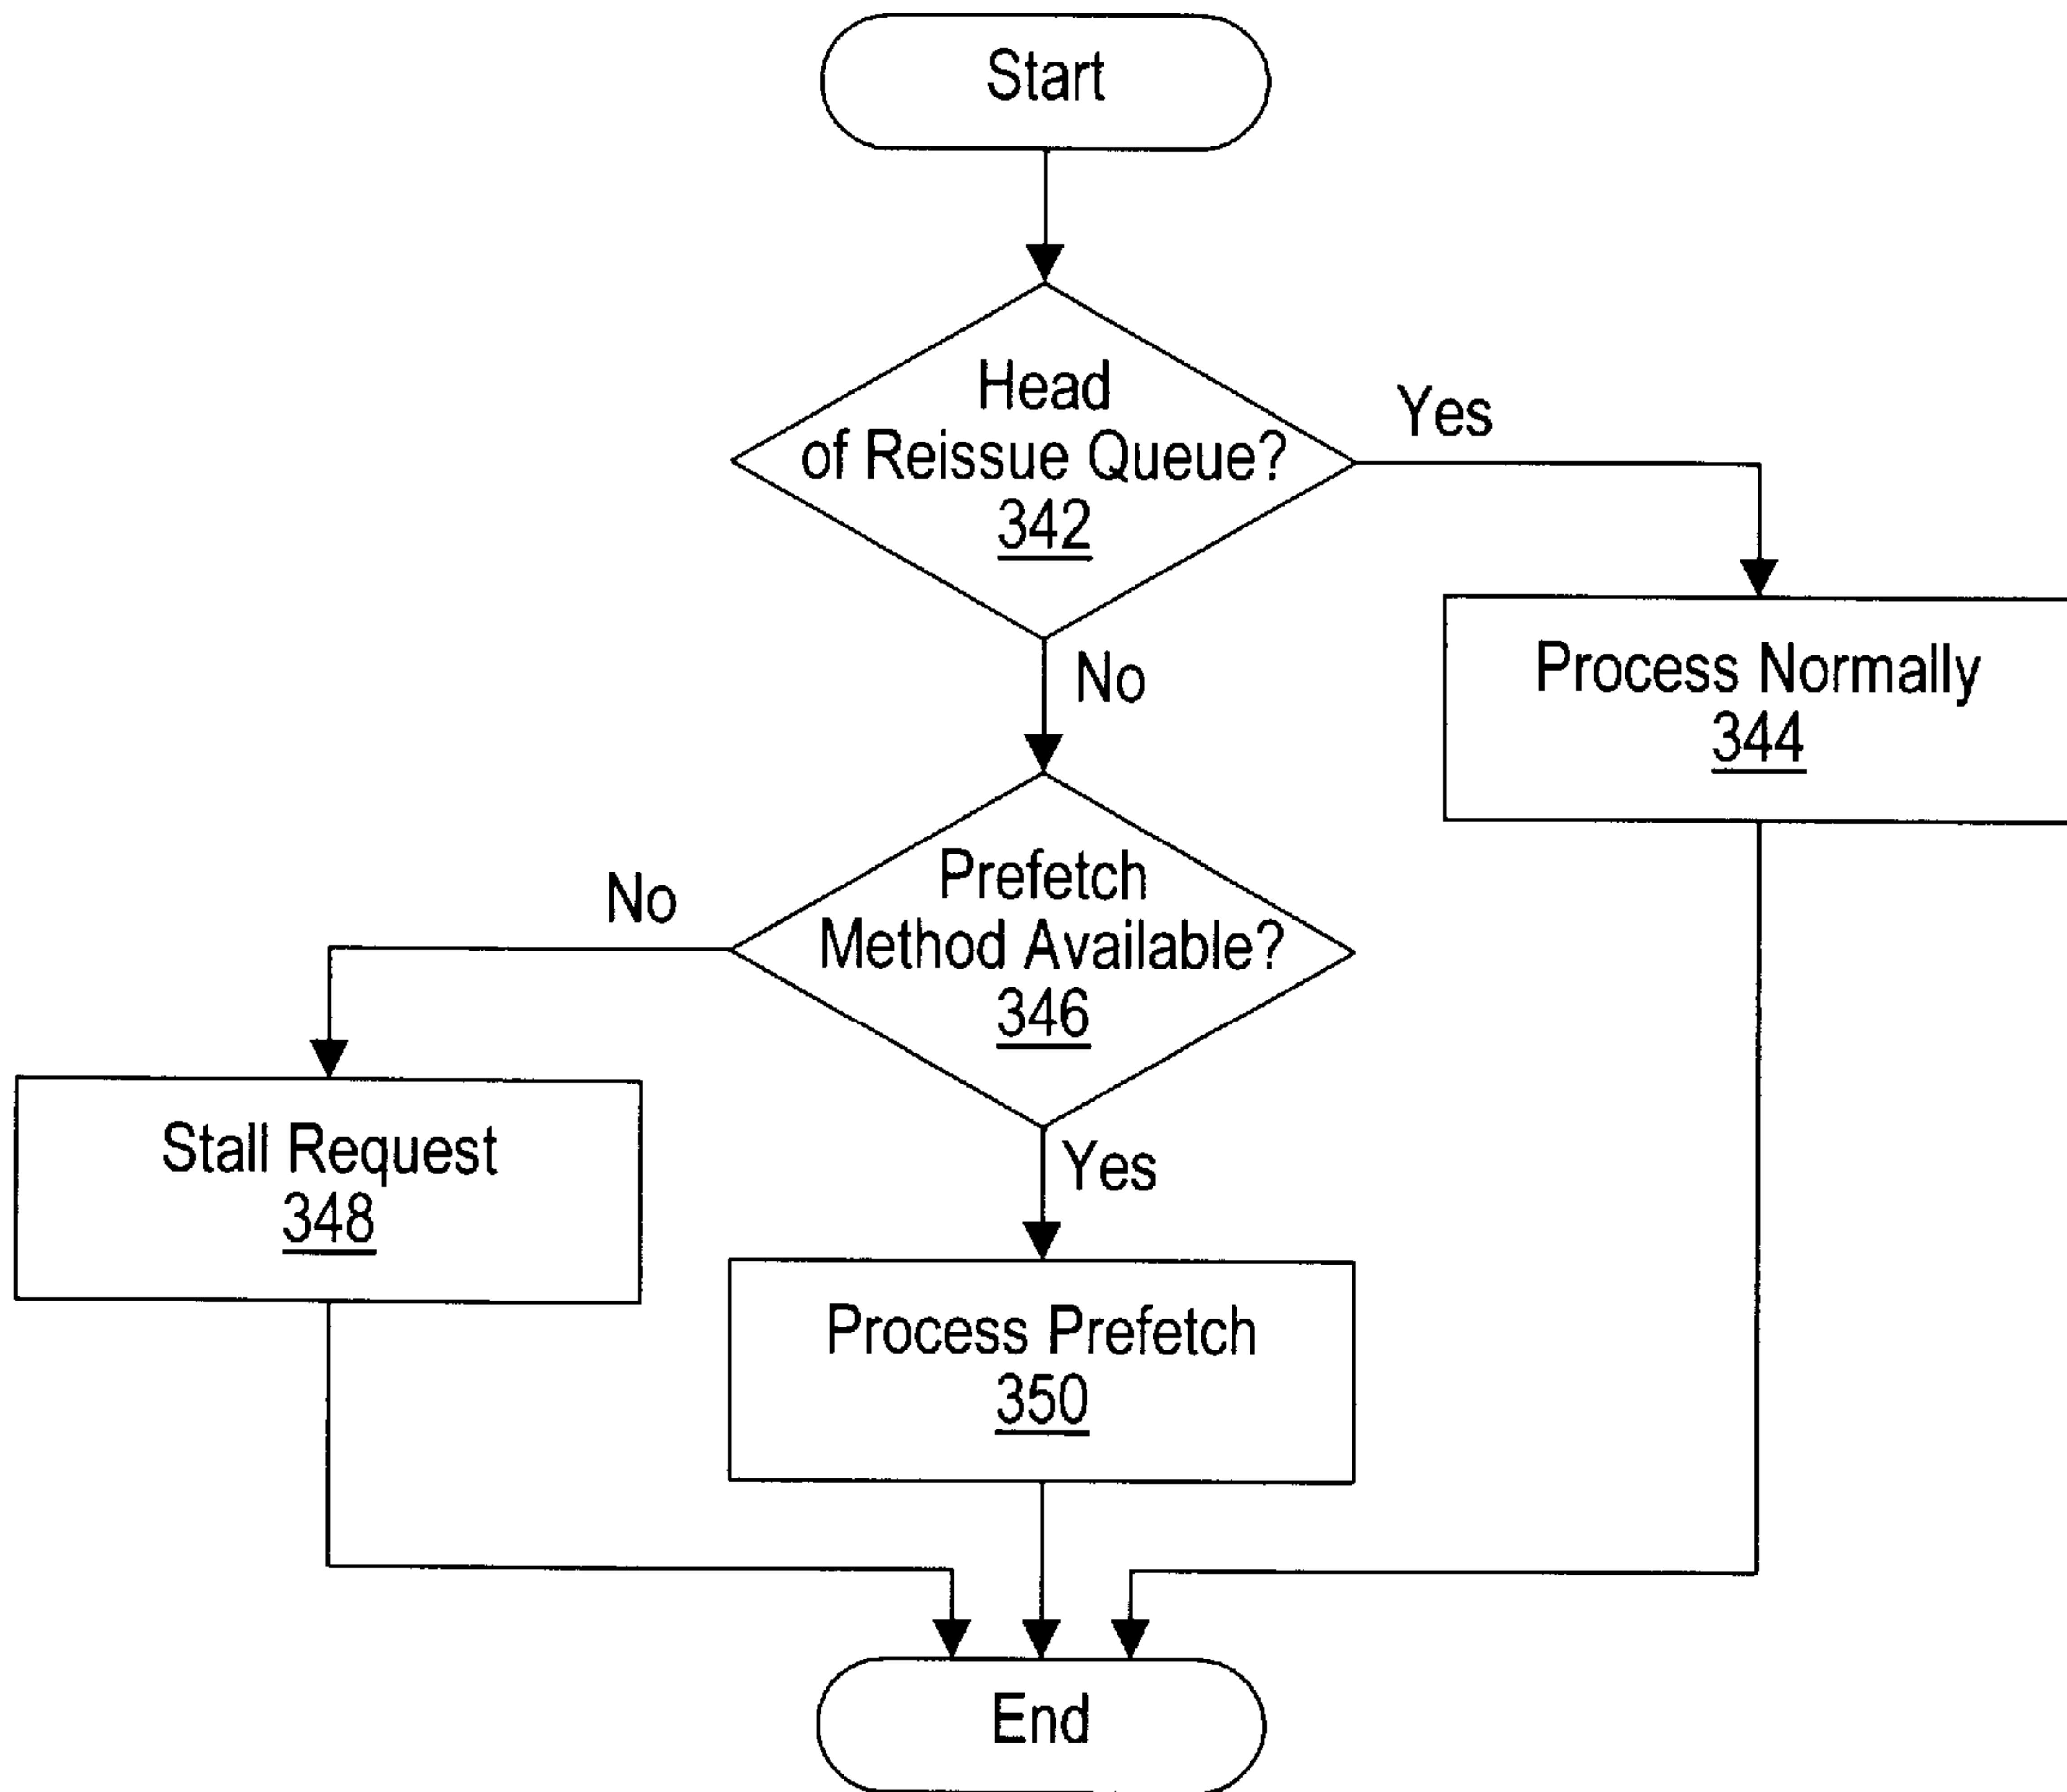 Start
Head
of Reissue Queue?
342
Yes
No
Process Normally
344
Prefetch
Method Available?
346
No
Yes
Stall Request
348
Process Prefetch
350
End